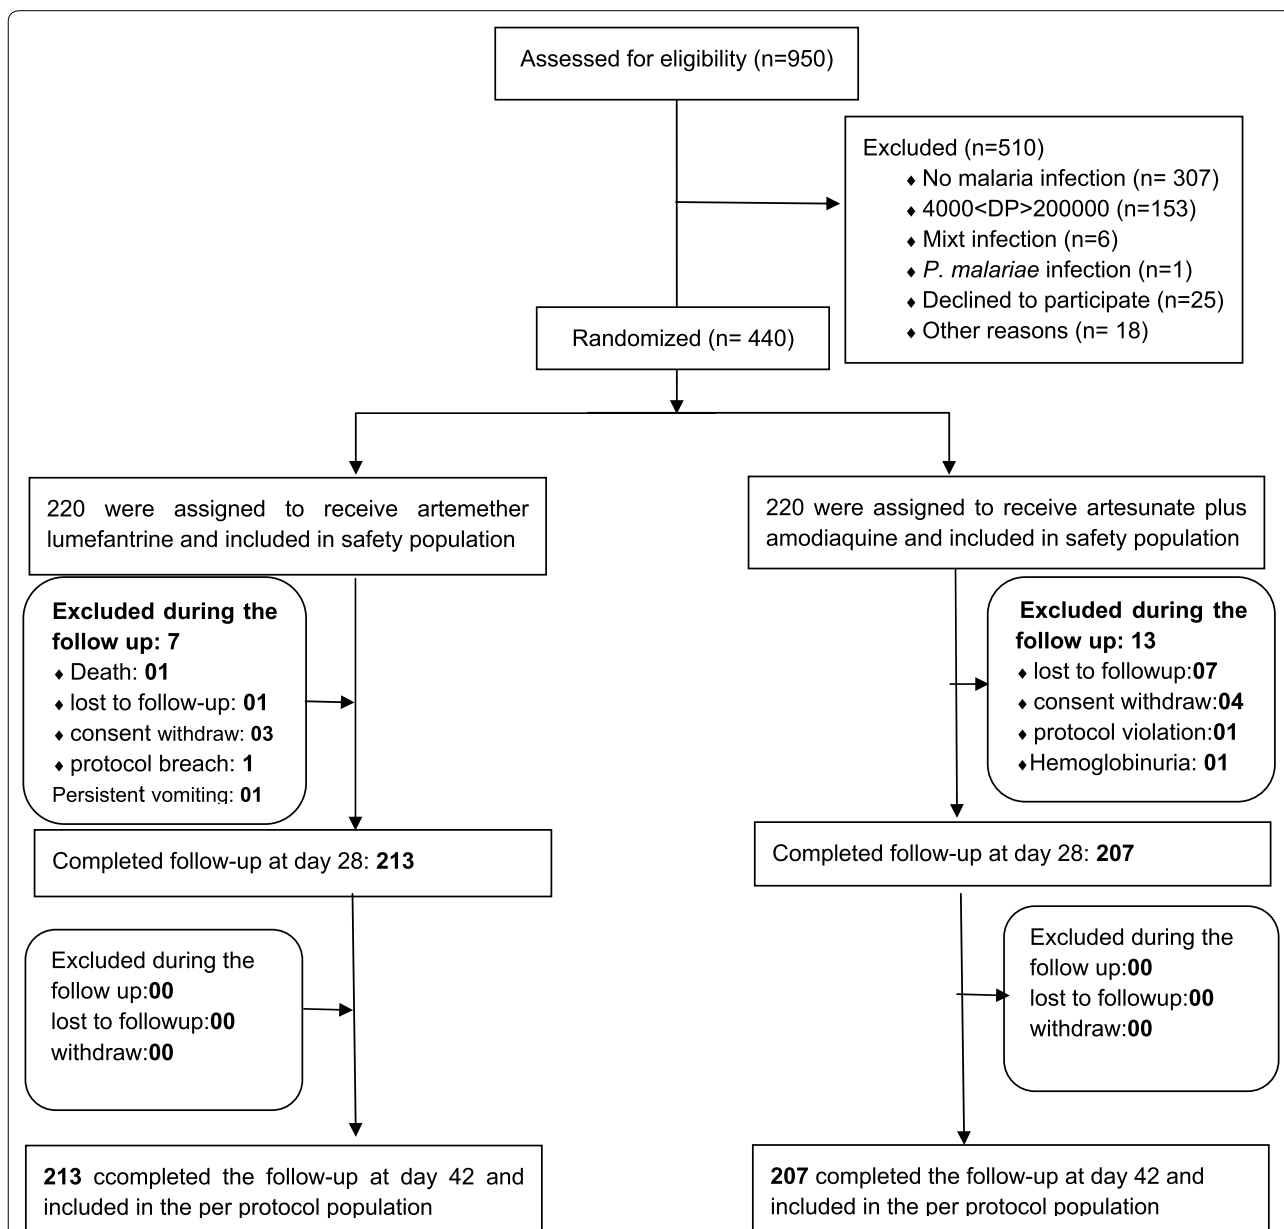 Assessed for eligibility (n=950)
Excluded (n=510)
♦ No malaria infection (n= 307)
♦ 4000<DP>200000 (n=153)
♦ Mixt infection (n=6)
♦ P. malariae infection (n=1)
♦ Declined to participate (n=25)
♦ Other reasons (n= 18)
Randomized (n= 440)
220 were assigned to receive artemether
lumefantrine and included in safety population
220 were assigned to receive artesunate plus
amodiaquine and included in safety population
Excluded during the
follow up: 7
♦ Death: 01
♦ lost to follow-up: 01
♦ consent withdraw: 03
♦ protocol breach: 1
Persistent vomiting: 01
Excluded during the
follow up: 13
♦ lost to followup:07
♦ consent withdraw:04
♦ protocol violation:01
♦Hemoglobinuria: 01
Completed follow-up at day 28: 213
Completed follow-up at day 28: 207
Excluded during the
follow up:00
lost to followup:00
withdraw:00
Excluded during the
follow up:00
lost to followup:00
withdraw:00
213 ccompleted the follow-up at day 42 and
included in the per protocol population
207 completed the follow-up at day 42 and
included in the per protocol population